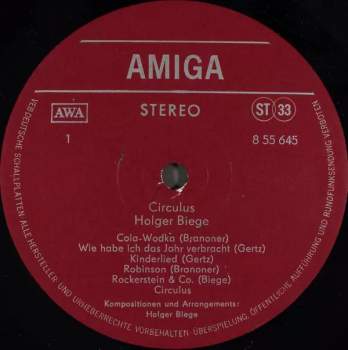 AMIGA
AWA
STEREO
ST 33
1
8 55 645
Circulus
Holger Biege
Cola-Wodka (Branoner)
Wie habe ich das Jahr verbracht (Gertz)
Kinderlied (Gertz)
Robinson (Branoner)
Rockerstein & Co. (Biege)
Circulus
Kompositionen und Arrangements:
Holger Biege
VEB DEUTSCHE SCHALLPLATTEN ALLE HERSTELLER- UND URHEBERRECHTE VORBEHALTEN · ÜBERSPIELUNG, ÖFFENTLICHE AUFFÜHRUNG UND RUNDFUNKSENDUNG VERBOTEN